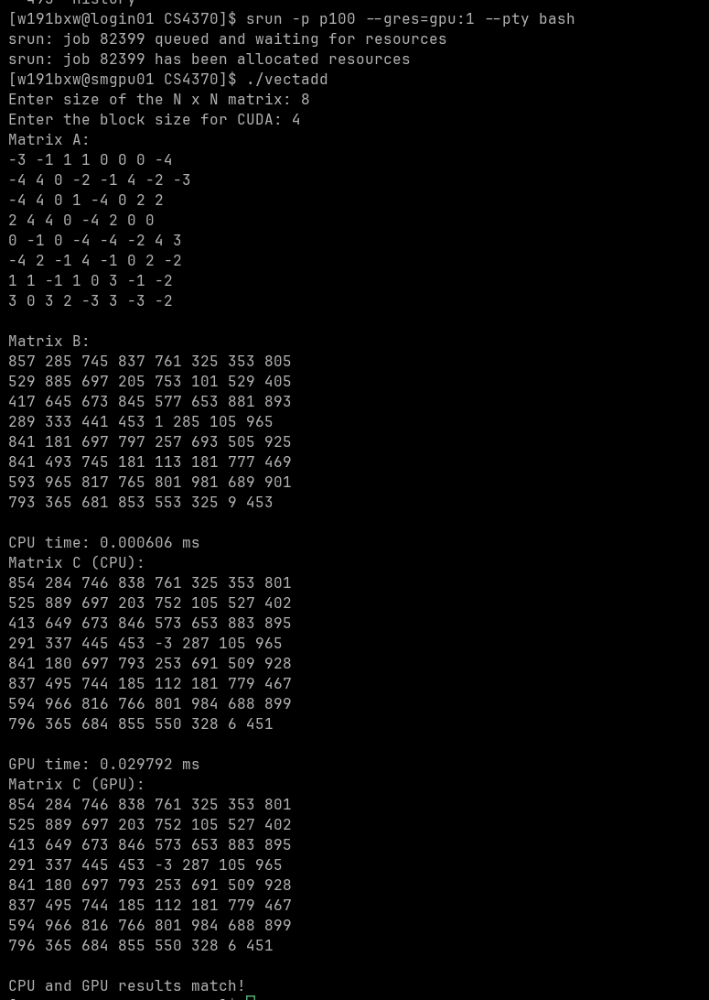 [w191bxw@login01 CS4370]$ srun -p p100 --gres=gpu:1 --pty bash
srun: job 82399 queued and waiting for resources
srun: job 82399 has been allocated resources
[w191bxw@smgpu01 CS4370]$ ./vectadd
Enter size of the N x N matrix: 8
Enter the block size for CUDA: 4
Matrix A:
-3 -1 1 1 0 0 0 -4
-4 4 0 -2 -1 4 -2 -3
-4 4 0 1 -4 0 2 2
2 4 4 0 -4 2 0 0
0 -1 0 -4 -4 -2 4 3
-4 2 -1 4 -1 0 2 -2
1 1 -1 1 0 3 -1 -2
3 0 3 2 -3 3 -3 -2
Matrix B:
857 285 745 837 761 325 353 805
529 885 697 205 753 101 529 405
417 645 673 845 577 653 881 893
289 333 441 453 1 285 105 965
841 181 697 797 257 693 505 925
841 493 745 181 113 181 777 469
593 965 817 765 801 981 689 901
793 365 681 853 553 325 9 453
CPU time: 0.000606 ms
Matrix C (CPU):
854 284 746 838 761 325 353 801
525 889 697 203 752 105 527 402
413 649 673 846 573 653 883 895
291 337 445 453 -3 287 105 965
841 180 697 793 253 691 509 928
837 495 744 185 112 181 779 467
594 966 816 766 801 984 688 899
796 365 684 855 550 328 6 451
GPU time: 0.029792 ms
Matrix C (GPU):
854 284 746 838 761 325 353 801
525 889 697 203 752 105 527 402
413 649 673 846 573 653 883 895
291 337 445 453 -3 287 105 965
841 180 697 793 253 691 509 928
837 495 744 185 112 181 779 467
594 966 816 766 801 984 688 899
796 365 684 855 550 328 6 451
CPU and GPU results match!